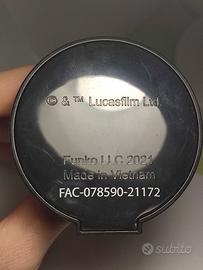 © & ™ Lucasfilm Ltd.
Funko LLC 2021
Made in Vietnam
FAC-078590-21172
subito